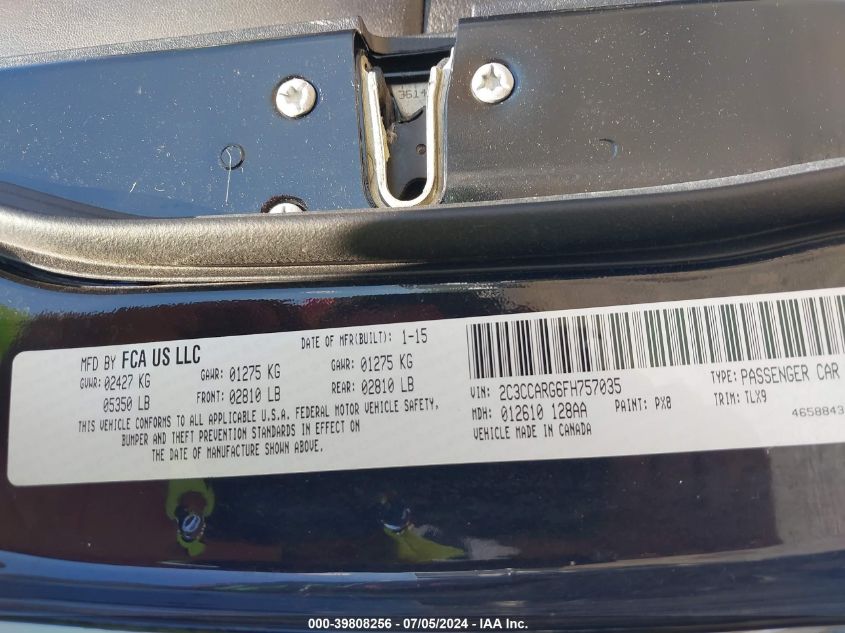 3614
MFD BY FCA US LLC
DATE OF MFR(BUILT): 1-15
GVWR: 02427 KG
GAWR: 01275 KG
GAWR: 01275 KG
05350 LB
FRONT: 02810 LB
REAR: 02810 LB
THIS VEHICLE CONFORMS TO ALL APPLICABLE U.S.A. FEDERAL MOTOR VEHICLE SAFETY,
BUMPER AND THEFT PREVENTION STANDARDS IN EFFECT ON
THE DATE OF MANUFACTURE SHOWN ABOVE.
VIN: 2C3CCARG6FH757035
TYPE: PASSENGER CAR
MDH: 012610 128AA
PAINT: PX8
TRIM: TLX9
VEHICLE MADE IN CANADA
4658843
000-39808256 - 07/05/2024 - IAA Inc.